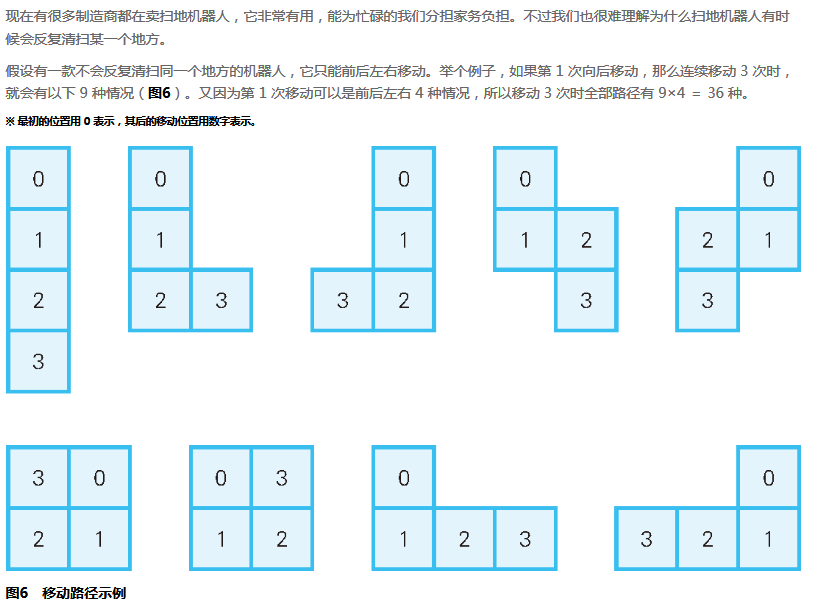 现在有很多制造商都在卖扫地机器人，它非常有用，能为忙碌的我们分担家务负担。不过我们也很难理解为什么扫地机器人有时
候会反复清扫某一个地方。
假设有一款不会反复清扫同一个地方的机器人，它只能前后左右移动。举个例子，如果第 1 次向后移动，那么连续移动 3 次时，
就会有以下 9 种情况（图6）。又因为第 1 次移动可以是前后左右 4 种情况，所以移动 3 次时全部路径有 9×4 ＝ 36 种。
※ 最初的位置用 0 表示，其后的移动位置用数字表示。
0 0 0 0 0
1 1 1 1 2 2 1
2 2 3 3 2 3 3
3
3 0 0 3 0 0
2 1 1 2 1 2 3 3 2 1
图6 移动路径示例